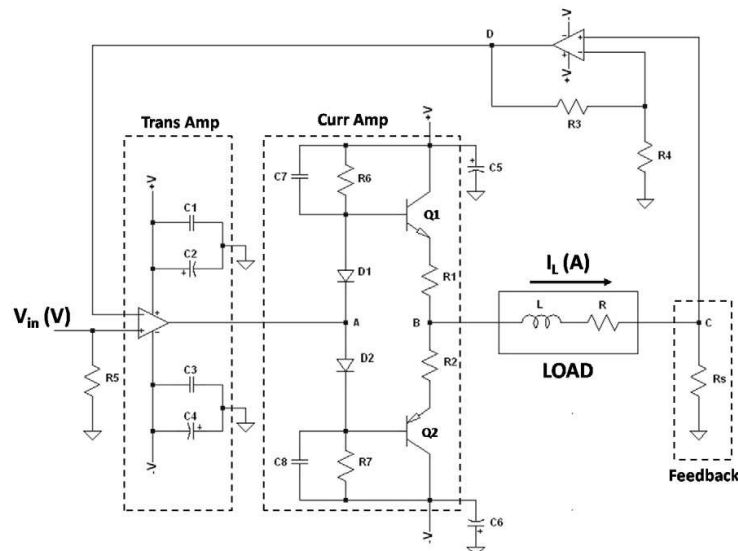 -V
D
+V
R3
R4
Trans Amp
Curr Amp
+V
C5
C7
R6
Q1
+V
C1
C2
D1
R1
I_L (A)
V_in (V)
A
B
L
R
C
LOAD
R5
D2
R2
Rs
C3
C4
Q2
C8
R7
Feedback
-V
C6
-V